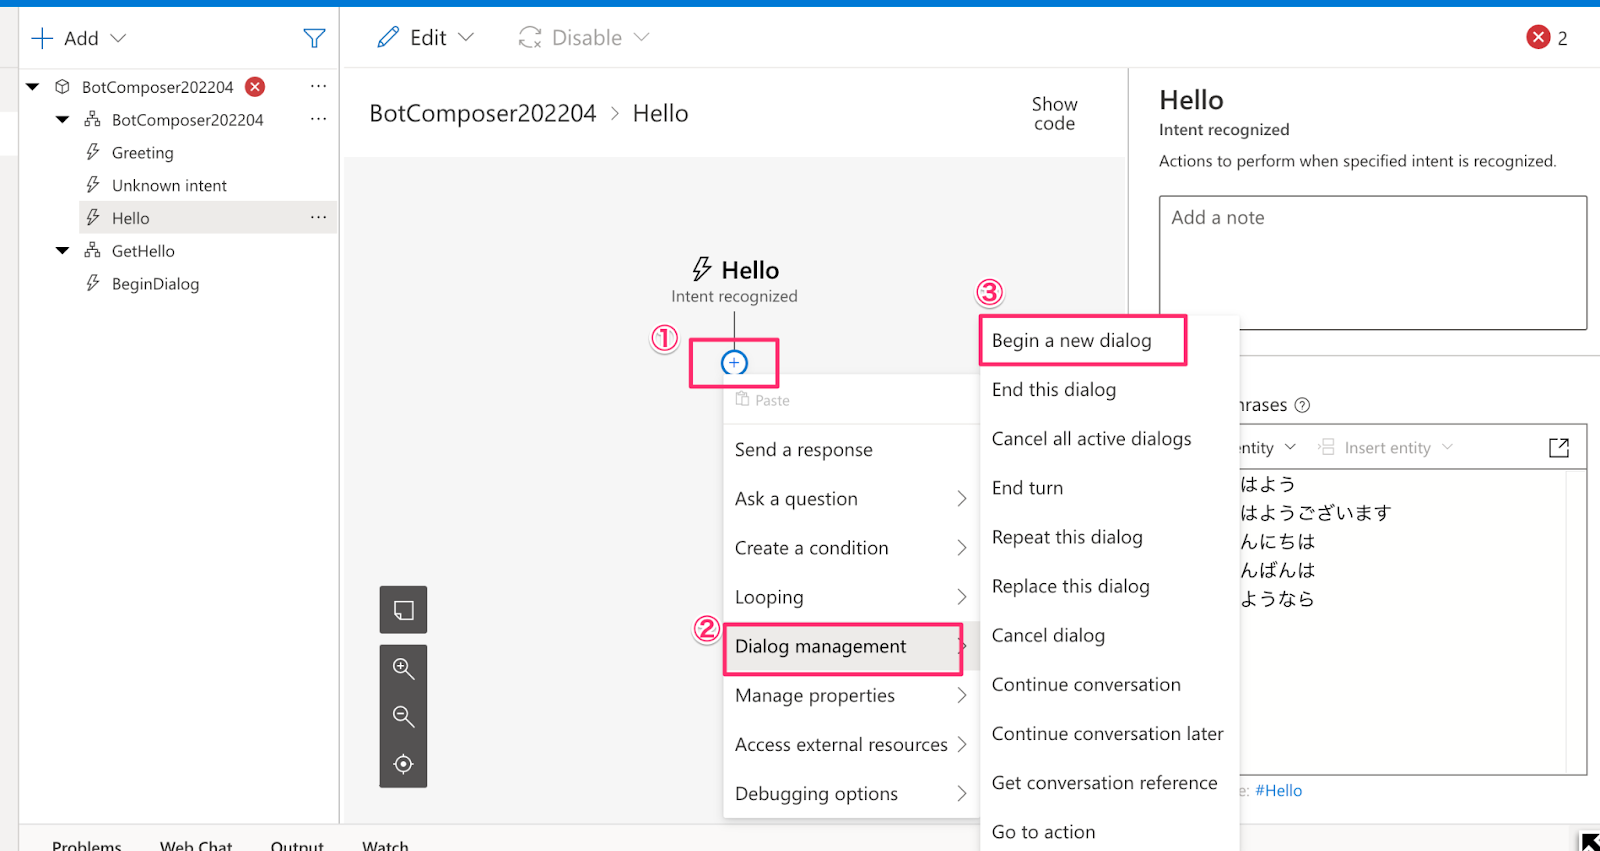 Add
Edit
Disable
2
BotComposer202204
BotComposer202204
Greeting
Unknown intent
Hello
GetHello
BeginDialog
BotComposer202204 > Hello
Show
code
Hello
Intent recognized
Actions to perform when specified intent is recognized.
Add a note
Hello
Intent recognized
①
Paste
Send a response
Ask a question
Create a condition
Looping
②
Dialog management
Manage properties
Access external resources
Debugging options
③
Begin a new dialog
End this dialog
Cancel all active dialogs
End turn
Repeat this dialog
Replace this dialog
Cancel dialog
Continue conversation
Continue conversation later
Get conversation reference
Go to action
hrases
entity
Insert entity
はよう
はようございます
んにちは
んばんは
ようなら
e: #Hello
Problems
Web Chat
Output
Watch